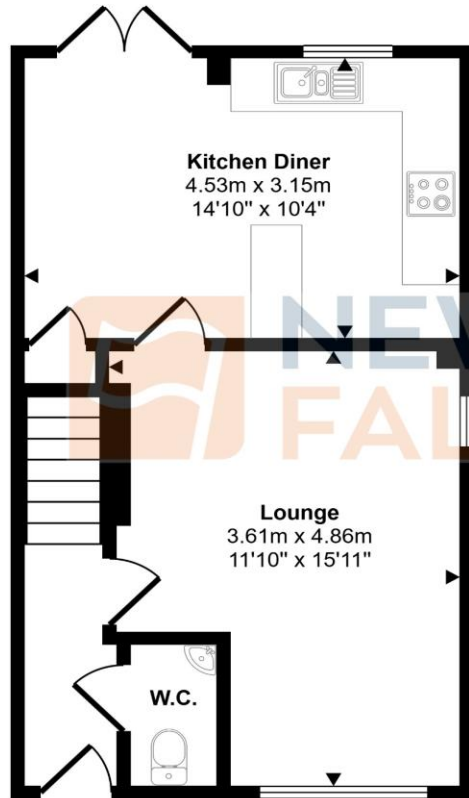 Kitchen Diner
4.53m x 3.15m
14'10" x 10'4"
Lounge
3.61m x 4.86m
11'10" x 15'11"
W.C.